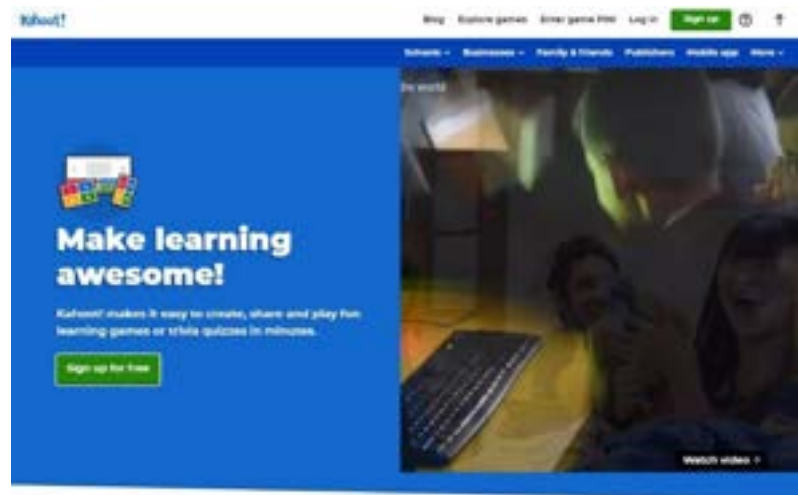 Kahoot!
Blog Explore games Enter game PIN Log in Sign up
Schools Businesses Family & Friends Publishers Mobile app More
the world
Make learning
awesome!
Kahoot! makes it easy to create, share and play fun
learning games or trivia quizzes in minutes.
Sign up for free
Watch video